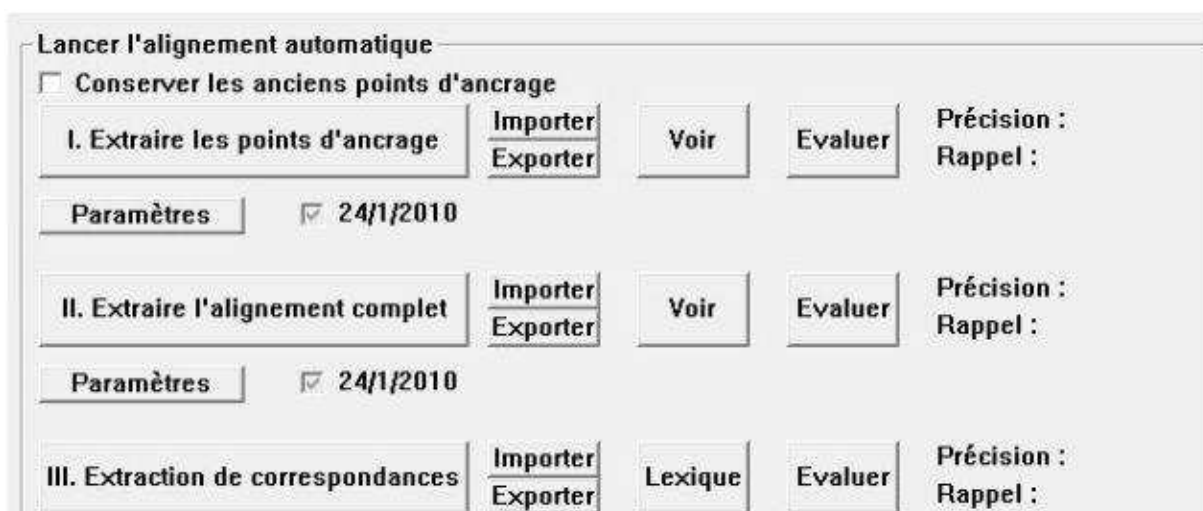 Lancer l'alignement automatique
Conserver les anciens points d'ancrage
I. Extraire les points d'ancrage
Importer
Exporter
Voir
Evaluer
Précision :
Rappel :
Paramètres
24/1/2010
II. Extraire l'alignement complet
Importer
Exporter
Voir
Evaluer
Précision :
Rappel :
Paramètres
24/1/2010
III. Extraction de correspondances
Importer
Exporter
Lexique
Evaluer
Précision :
Rappel :